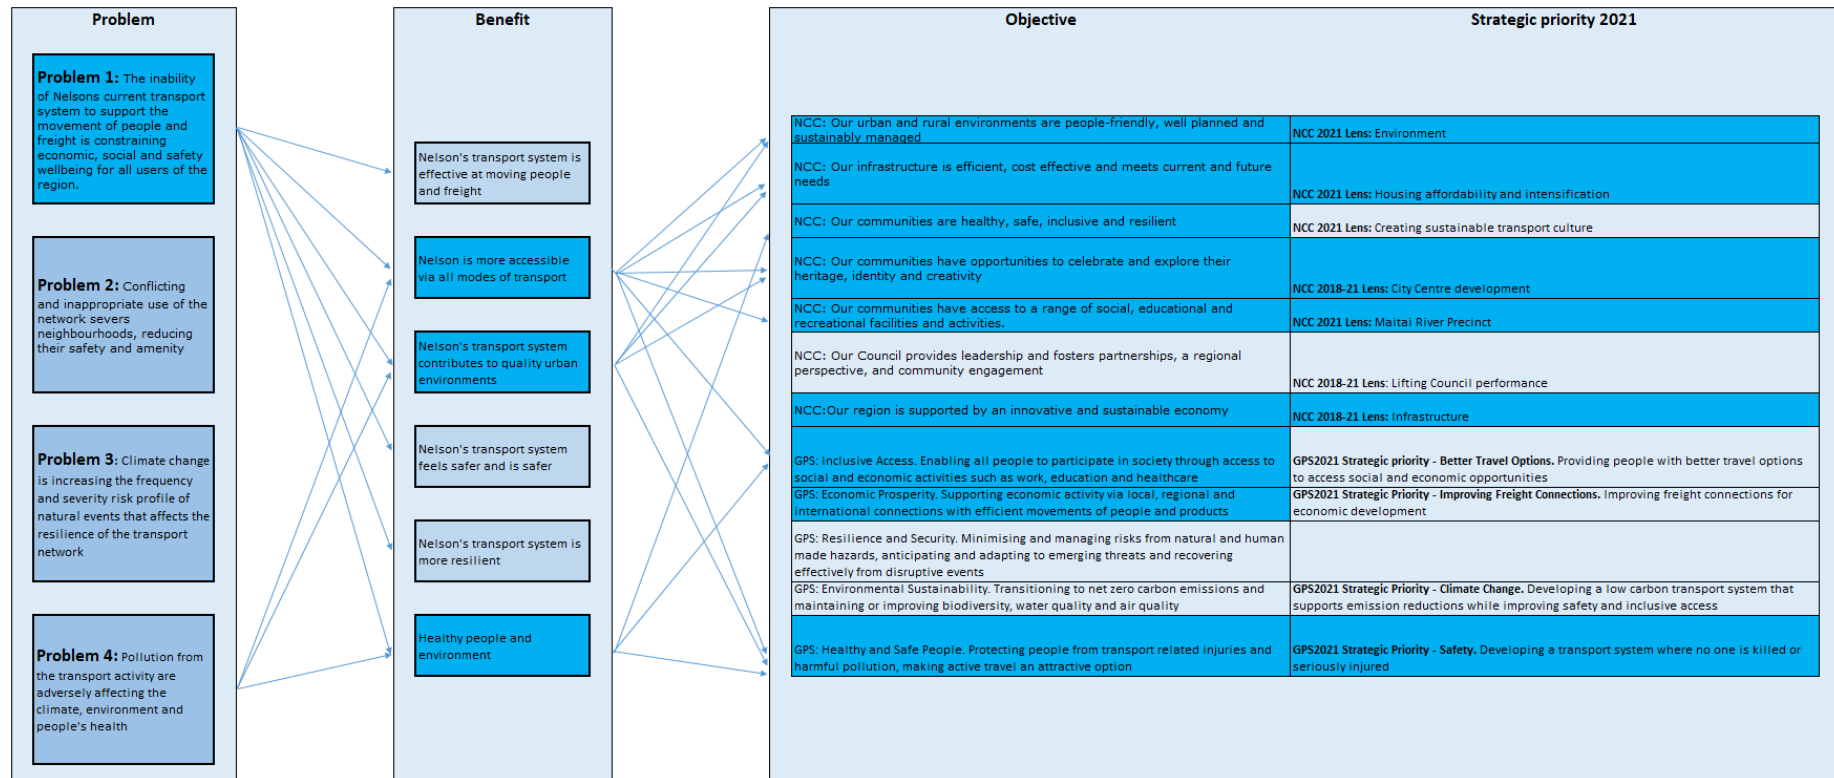 Problem
Problem 1: The inability
of Nelsons current transport
system to support the
movement of people and
freight is constraining
economic, social and safety
wellbeing for all users of the
region.
Problem 2: Conflicting
and inappropriate use of the
network severs
neighbourhoods, reducing
their safety and amenity
Problem 3: Climate change
is increasing the frequency
and severity risk profile of
natural events that affects the
resilience of the transport
network
Problem 4: Pollution from
the transport activity are
adversely affecting the
climate, environment and
people's health
Benefit
Nelson's transport system is
effective at moving people
and freight
Nelson is more accessible
via all modes of transport
Nelson's transport system
contributes to quality urban
environments
Nelson's transport system
feels safer and is safer
Nelson's transport system is
more resilient
Healthy people and
environment
Objective
Strategic priority 2021
NCC: Our urban and rural environments are people-friendly, well planned and
sustainably managed
NCC 2021 Lens: Environment
NCC: Our infrastructure is efficient, cost effective and meets current and future
needs
NCC 2021 Lens: Housing affordability and intensification
NCC: Our communities are healthy, safe, inclusive and resilient
NCC 2021 Lens: Creating sustainable transport culture
NCC: Our communities have opportunities to celebrate and explore their
heritage, identity and creativity
NCC 2018-21 Lens: City Centre development
NCC: Our communities have access to a range of social, educational and
recreational facilities and activities.
NCC 2021 Lens: Maitai River Precinct
NCC: Our Council provides leadership and fosters partnerships, a regional
perspective, and community engagement
NCC 2018-21 Lens: Lifting Council performance
NCC:Our region is supported by an innovative and sustainable economy
NCC 2018-21 Lens: Infrastructure
GPS: Inclusive Access. Enabling all people to participate in society through access to
social and economic activities such as work, education and healthcare
GPS2021 Strategic priority - Better Travel Options. Providing people with better travel options
to access social and economic opportunities
GPS: Economic Prosperity. Supporting economic activity via local, regional and
international connections with efficient movements of people and products
GPS2021 Strategic Priority - Improving Freight Connections. Improving freight connections for
economic development
GPS: Resilience and Security. Minimising and managing risks from natural and human
made hazards, anticipating and adapting to emerging threats and recovering
effectively from disruptive events
GPS: Environmental Sustainability. Transitioning to net zero carbon emissions and
maintaining or improving biodiversity, water quality and air quality
GPS2021 Strategic Priority - Climate Change. Developing a low carbon transport system that
supports emission reductions while improving safety and inclusive access
GPS: Healthy and Safe People. Protecting people from transport related injuries and
harmful pollution, making active travel an attractive option
GPS2021 Strategic Priority - Safety. Developing a transport system where no one is killed or
seriously injured